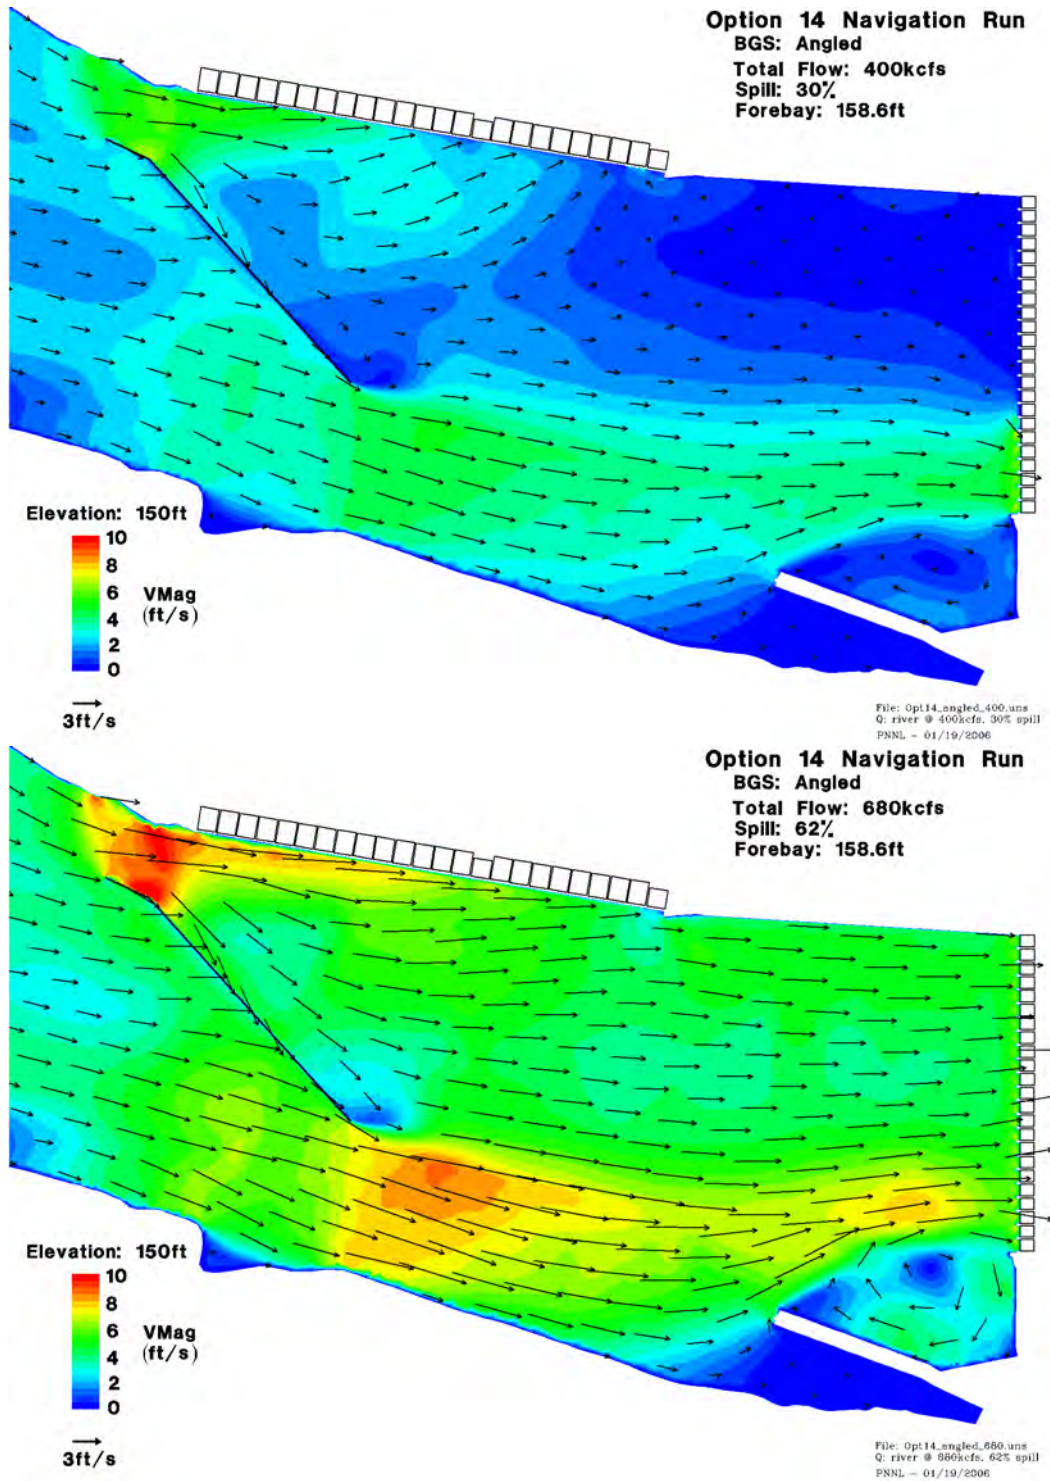 Option 14 Navigation Run
BGS: Angled
Total Flow: 400kcfs
Spill: 30%
Forebay: 158.6ft
Elevation: 150ft
10
8
6
4
2
0
VMag
(ft/s)
3ft/s
File: Opt14_angled_400.uns
Q: river @ 400kcfs, 30% spill
PNNL - 01/19/2006
Option 14 Navigation Run
BGS: Angled
Total Flow: 680kcfs
Spill: 62%
Forebay: 158.6ft
Elevation: 150ft
10
8
6
4
2
0
VMag
(ft/s)
3ft/s
File: Opt14_angled_680.uns
Q: river @ 680kcfs, 62% spill
PNNL - 01/19/2006